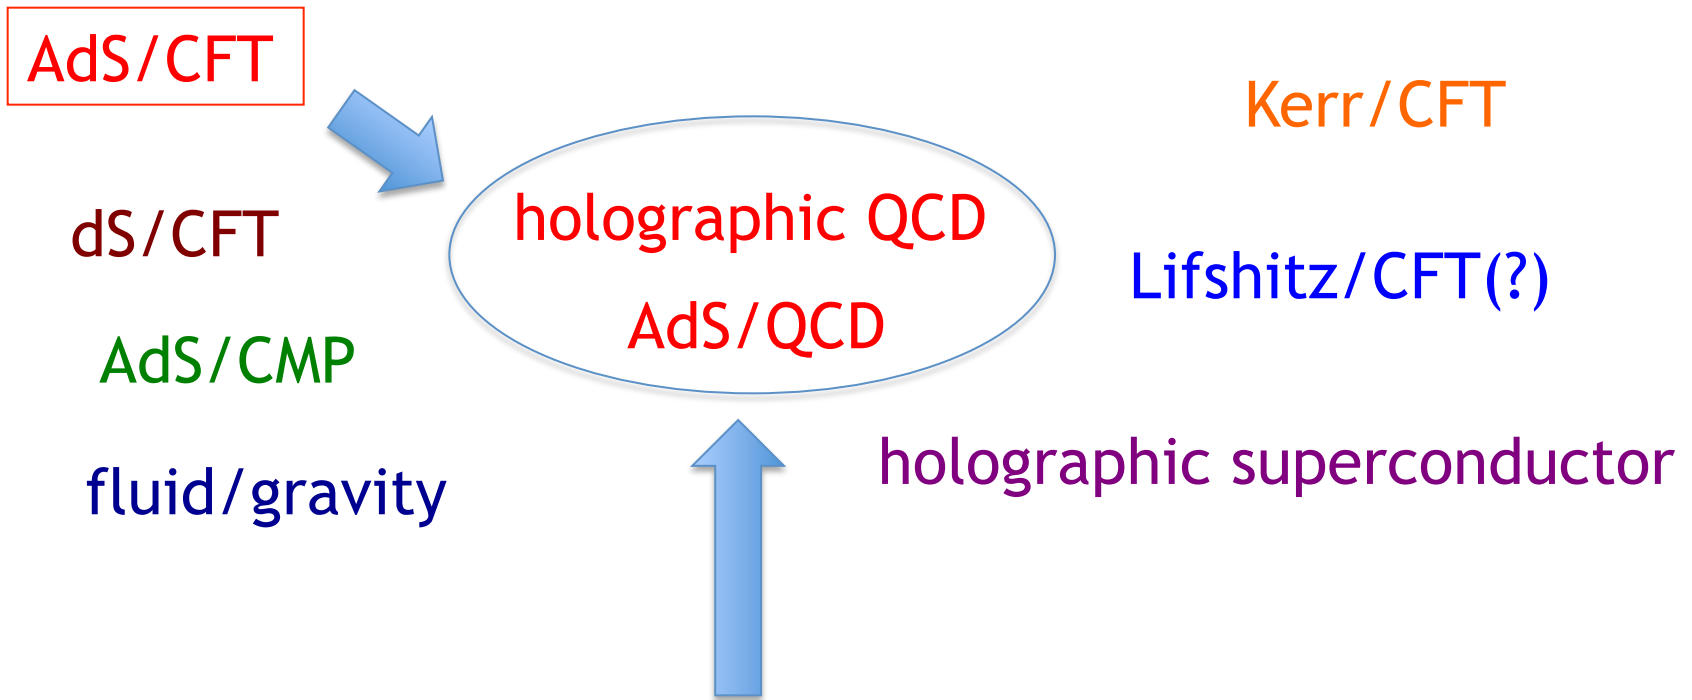 AdS/CFT
Kerr/CFT
holographic QCD
dS/CFT
Lifshitz/CFT(?)
AdS/QCD
AdS/CMP
holographic superconductor
fluid/gravity